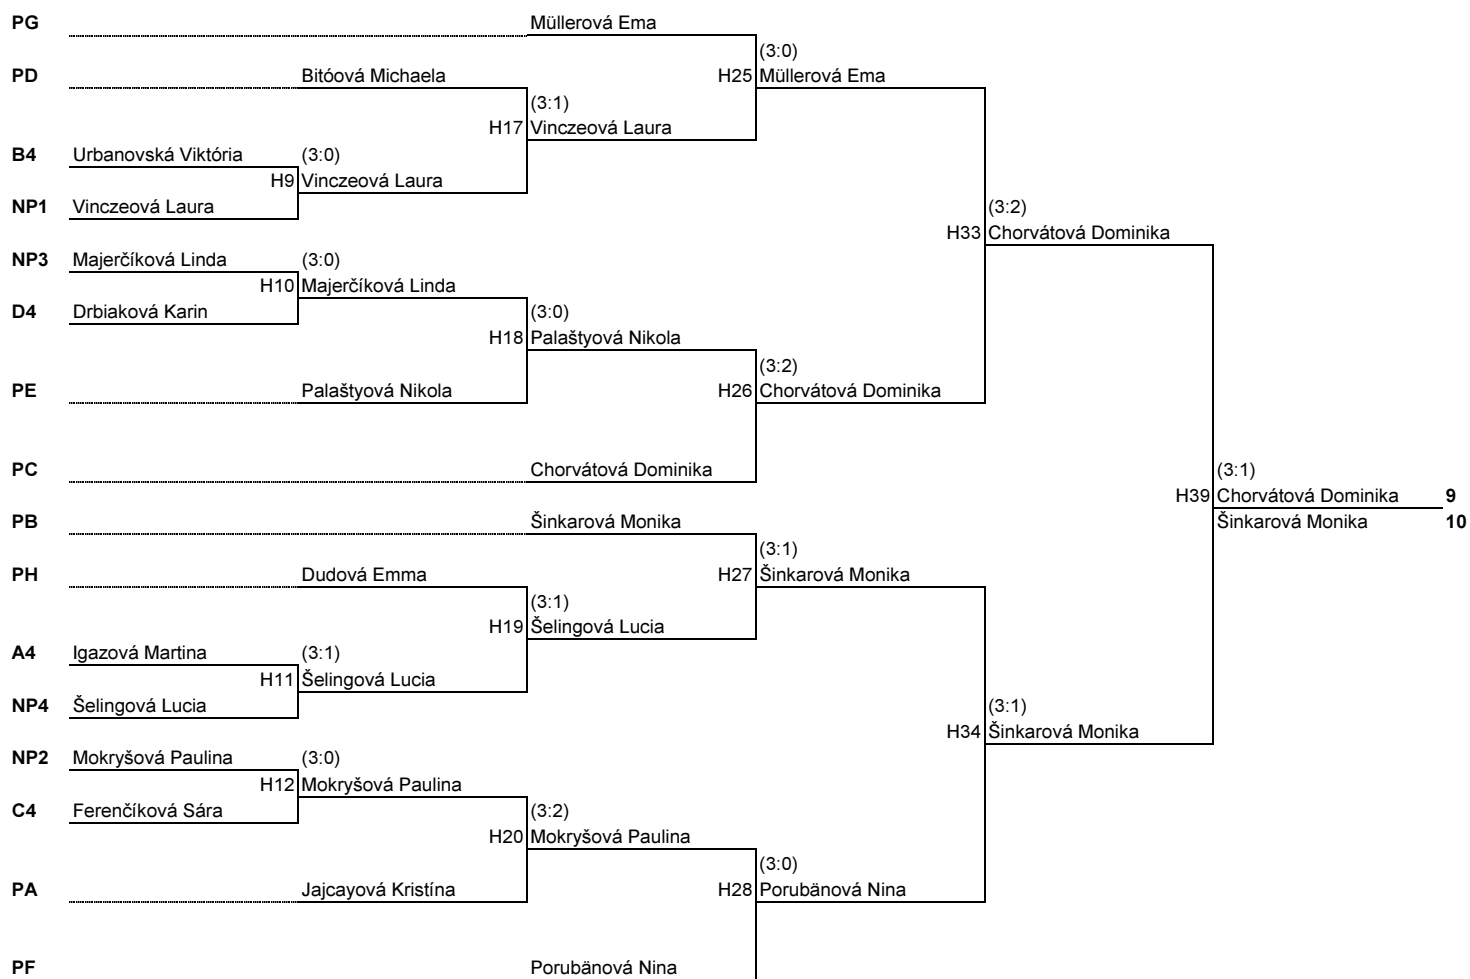 PG Müllerová Ema
(3:0)
PD Bitóová Michaela H25 Müllerová Ema
(3:1)
H17 Vinczeová Laura
B4 Urbanovská Viktória (3:0)
H9 Vinczeová Laura
NP1 Vinczeová Laura (3:2)
H33 Chorvátová Dominika
NP3 Majerčíková Linda (3:0)
H10 Majerčíková Linda
D4 Drbiaková Karin (3:0)
H18 Palaštyová Nikola
(3:2)
PE Palaštyová Nikola H26 Chorvátová Dominika
PC Chorvátová Dominika (3:1)
H39 Chorvátová Dominika 9
PB Šinkarová Monika Šinkarová Monika 10
(3:1)
PH Dudová Emma H27 Šinkarová Monika
(3:1)
H19 Šelingová Lucia
A4 Igazová Martina (3:1)
H11 Šelingová Lucia
NP4 Šelingová Lucia (3:1)
H34 Šinkarová Monika
NP2 Mokryšová Paulina (3:0)
H12 Mokryšová Paulina
C4 Ferenčíková Sára (3:2)
H20 Mokryšová Paulina
(3:0)
PA Jajcayová Kristína H28 Porubänová Nina
PF Porubänová Nina